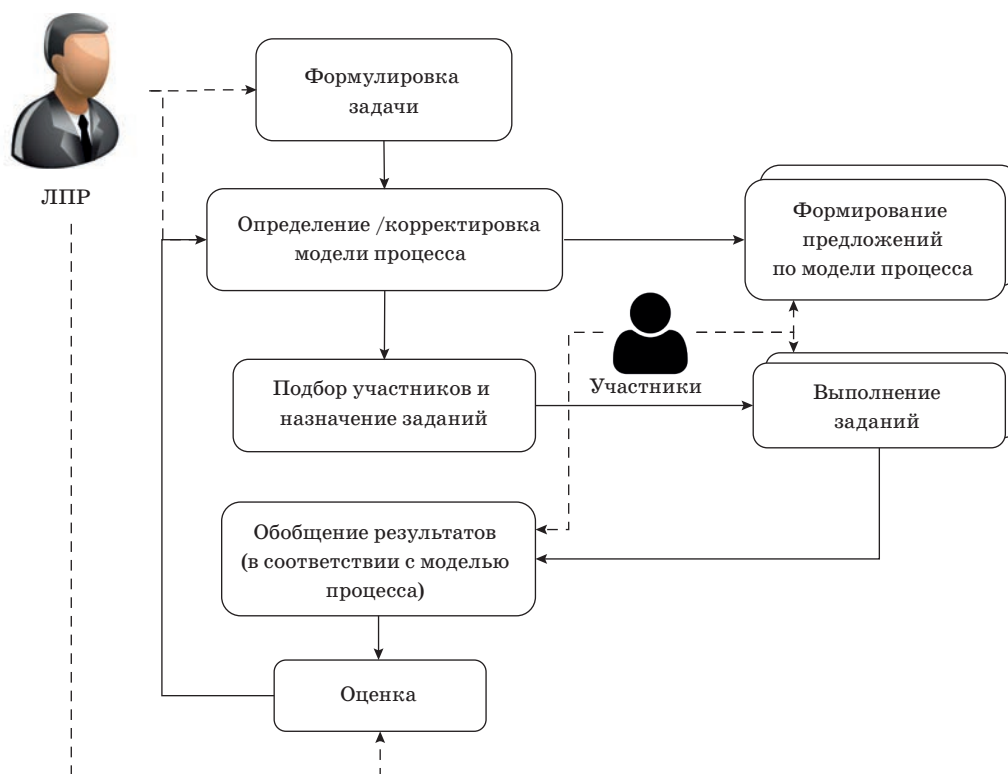 Формулировка
задачи
ЛПР
Определение /корректировка
модели процесса
Формирование
предложений
по модели процесса
Участники
Подбор участников и
назначение заданий
Выполнение
заданий
Обобщение результатов
(в соответствии с моделью
процесса)
Оценка